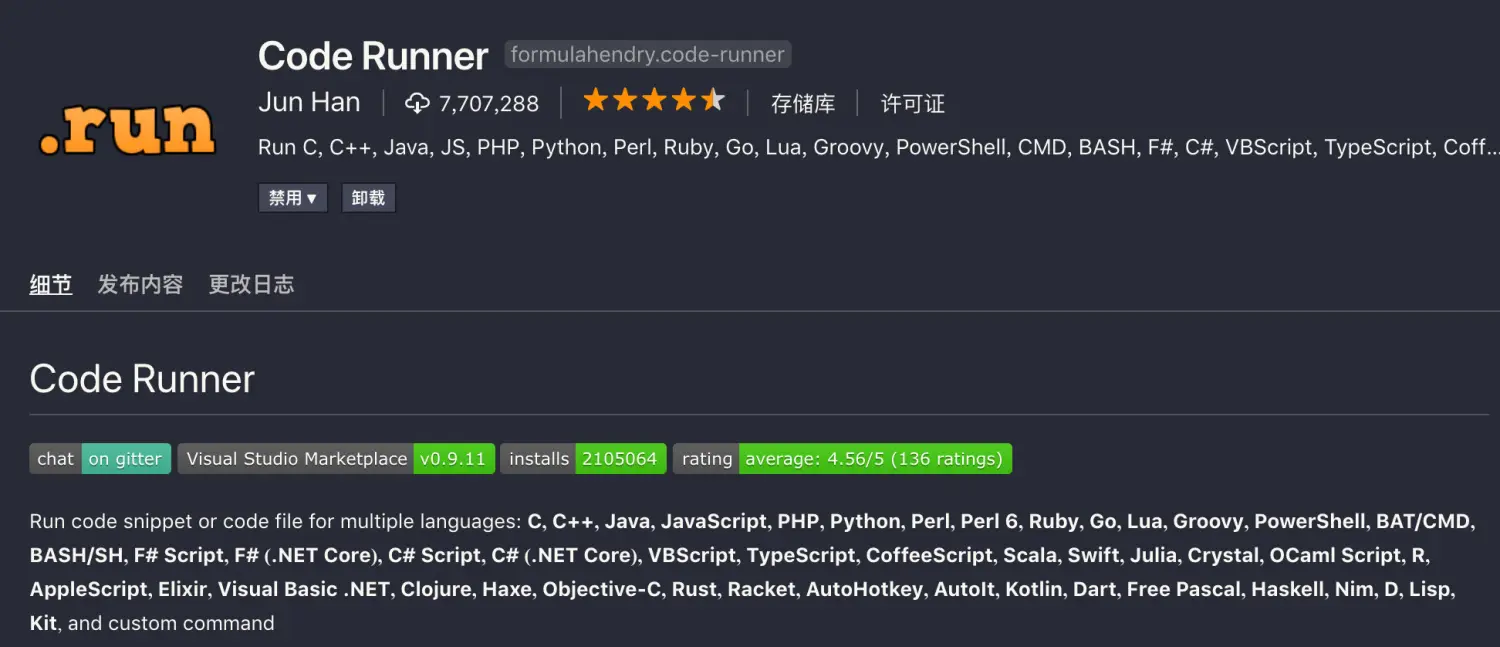 .run
Code Runner formulahendry.code-runner
Jun Han 7,707,288 存储库 许可证
Run C, C++, Java, JS, PHP, Python, Perl, Ruby, Go, Lua, Groovy, PowerShell, CMD, BASH, F#, C#, VBScript, TypeScript, Coff...
禁用 卸载
细节 发布内容 更改日志
Code Runner
chat on gitter Visual Studio Marketplace v0.9.11 installs 2105064 rating average: 4.56/5 (136 ratings)
Run code snippet or code file for multiple languages: C, C++, Java, JavaScript, PHP, Python, Perl, Perl 6, Ruby, Go, Lua, Groovy, PowerShell, BAT/CMD,
BASH/SH, F# Script, F# (.NET Core), C# Script, C# (.NET Core), VBScript, TypeScript, CoffeeScript, Scala, Swift, Julia, Crystal, OCaml Script, R,
AppleScript, Elixir, Visual Basic .NET, Clojure, Haxe, Objective-C, Rust, Racket, AutoHotkey, AutoIt, Kotlin, Dart, Free Pascal, Haskell, Nim, D, Lisp,
Kit, and custom command